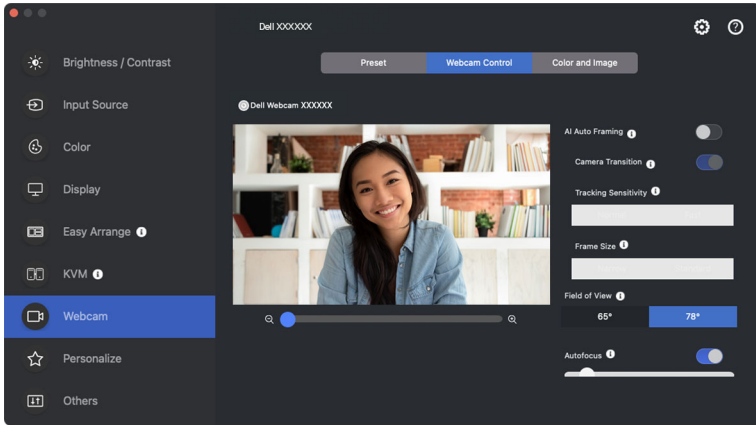 Dell XXXXXX
Brightness / Contrast
Input Source
Color
Display
Easy Arrange
KVM
Webcam
Personalize
Others
Preset
Webcam Control
Color and Image
Dell Webcam XXXXXX
AI Auto Framing
Camera Transition
Tracking Sensitivity
Frame Size
Field of View
65° 78°
Autofocus